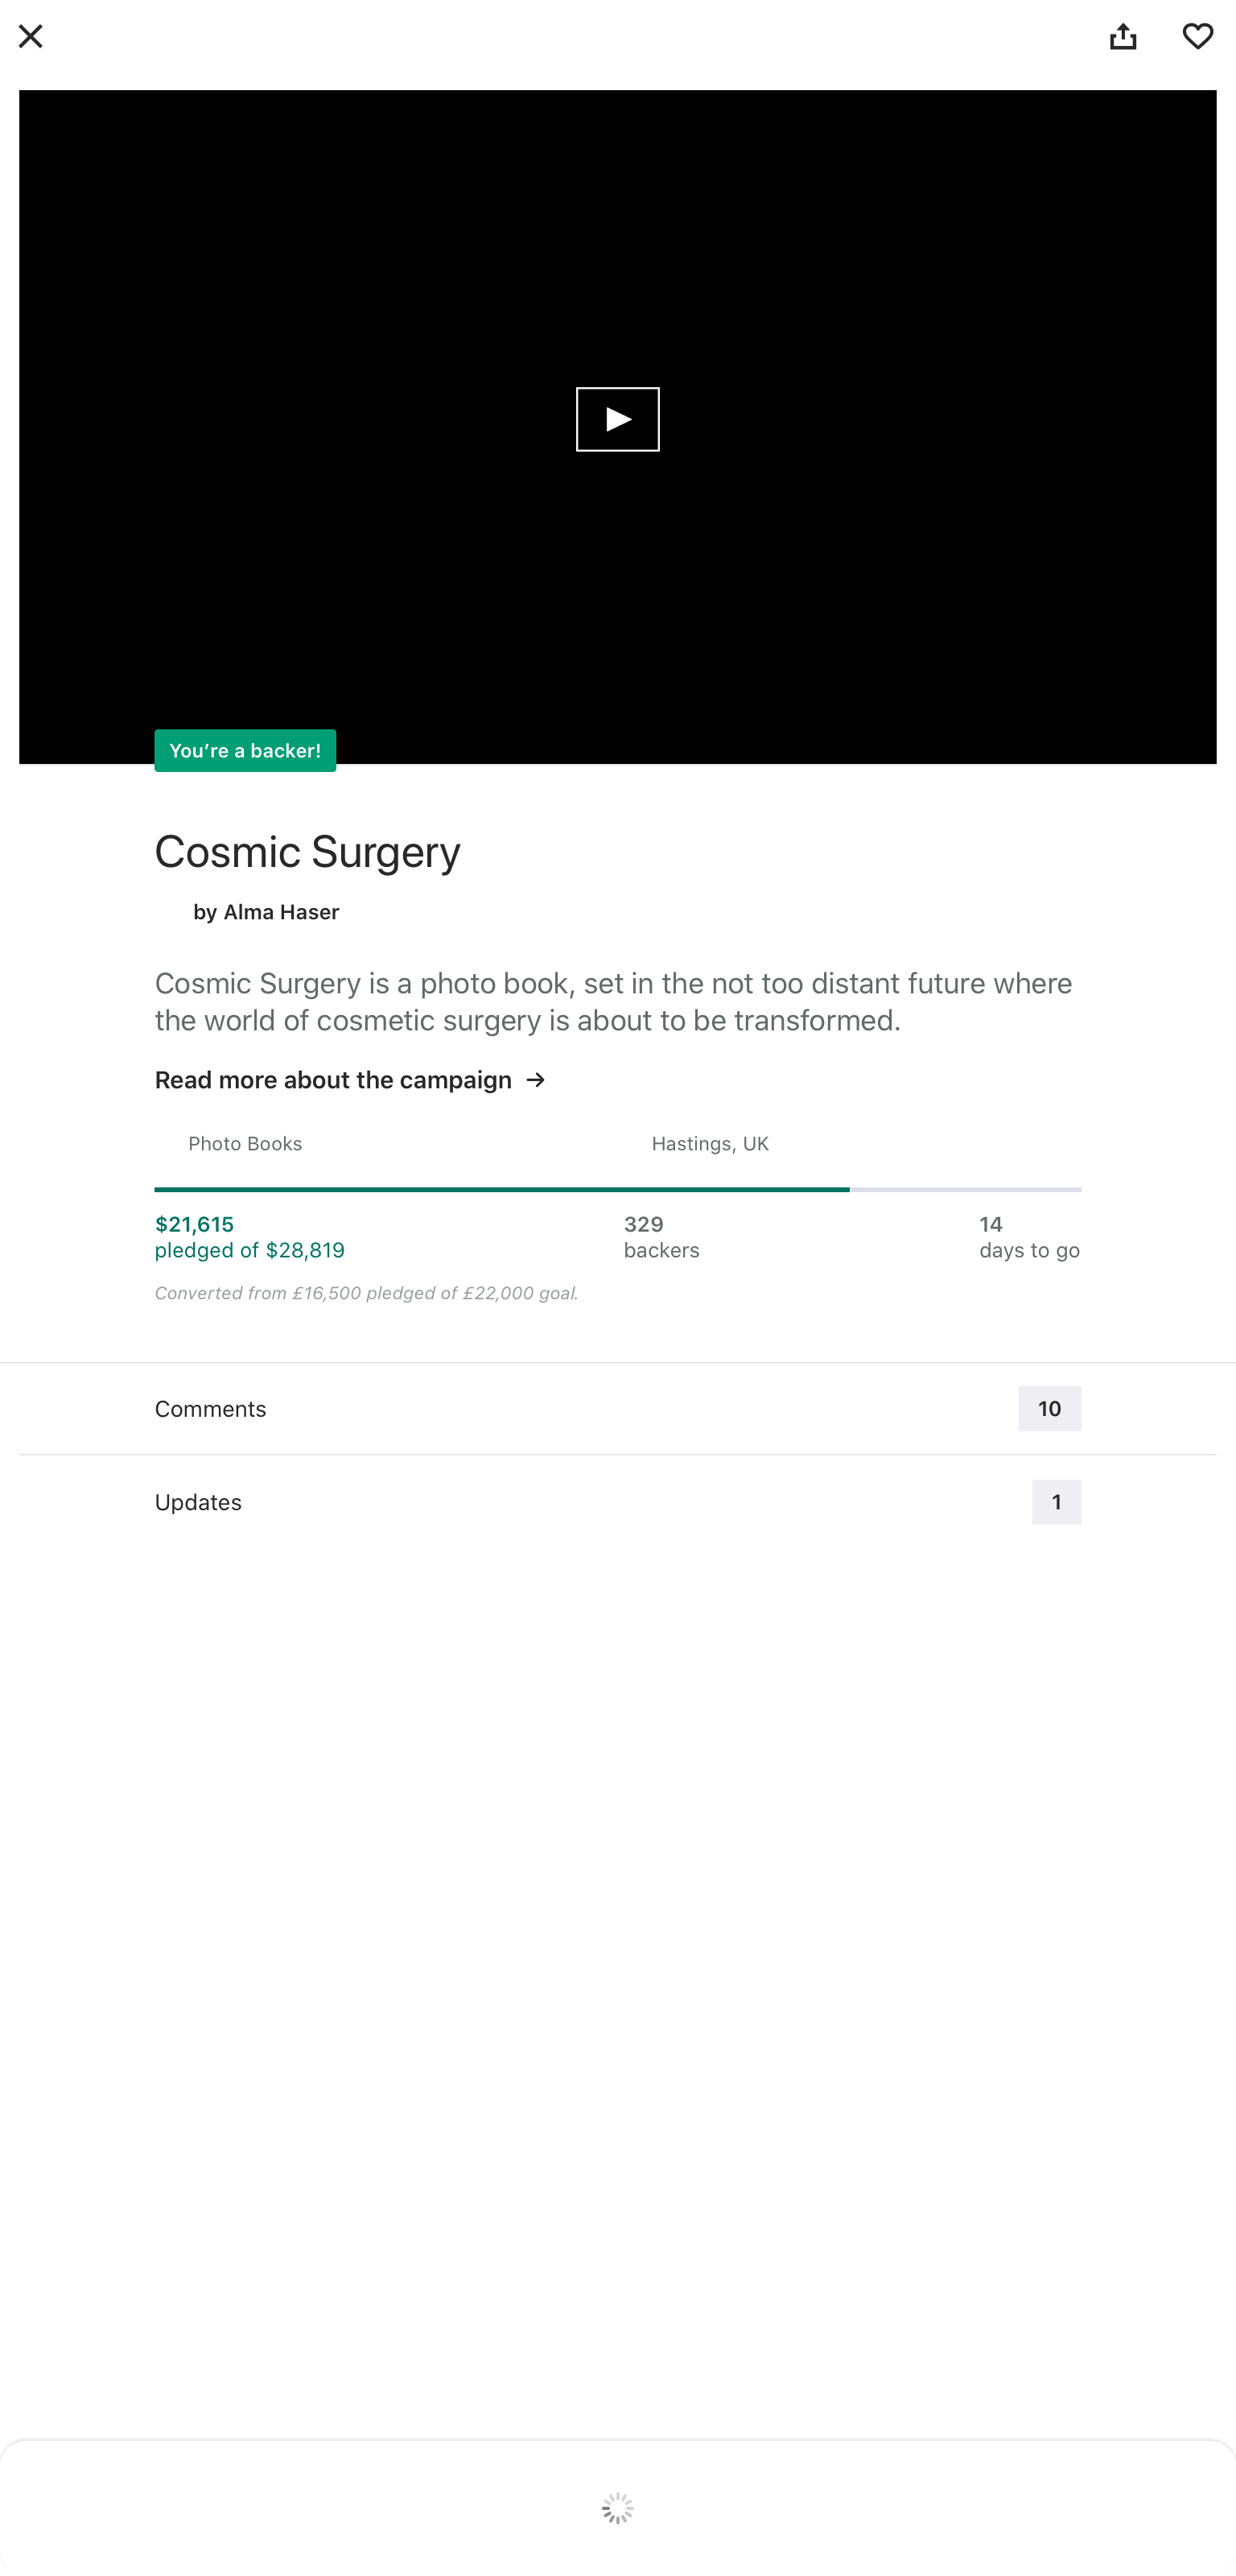 You’re a backer!
Cosmic Surgery
by Alma Haser
Cosmic Surgery is a photo book, set in the not too distant future where
the world of cosmetic surgery is about to be transformed.
Read more about the campaign →
Photo Books
Hastings, UK
$21,615
pledged of $28,819
329
backers
14
days to go
Converted from £16,500 pledged of £22,000 goal.
Comments
10
Updates
1